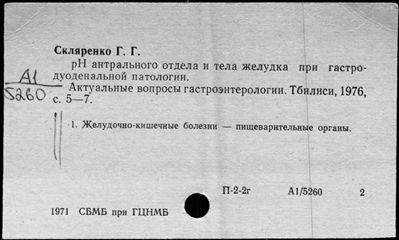 Скляренко Г. Г.
рН антрального отдела и тела желудка при гастро-
дуоденальной патологии.
A1
5260
Актуальные вопросы гастроэнтерологии. Тбилиси, 1976,
с. 5—7.
1. Желудочно-кишечные болезни — пищеварительные органы.
П-2-2г А1/5260 2
1971 СБМБ при ГЦНМБ